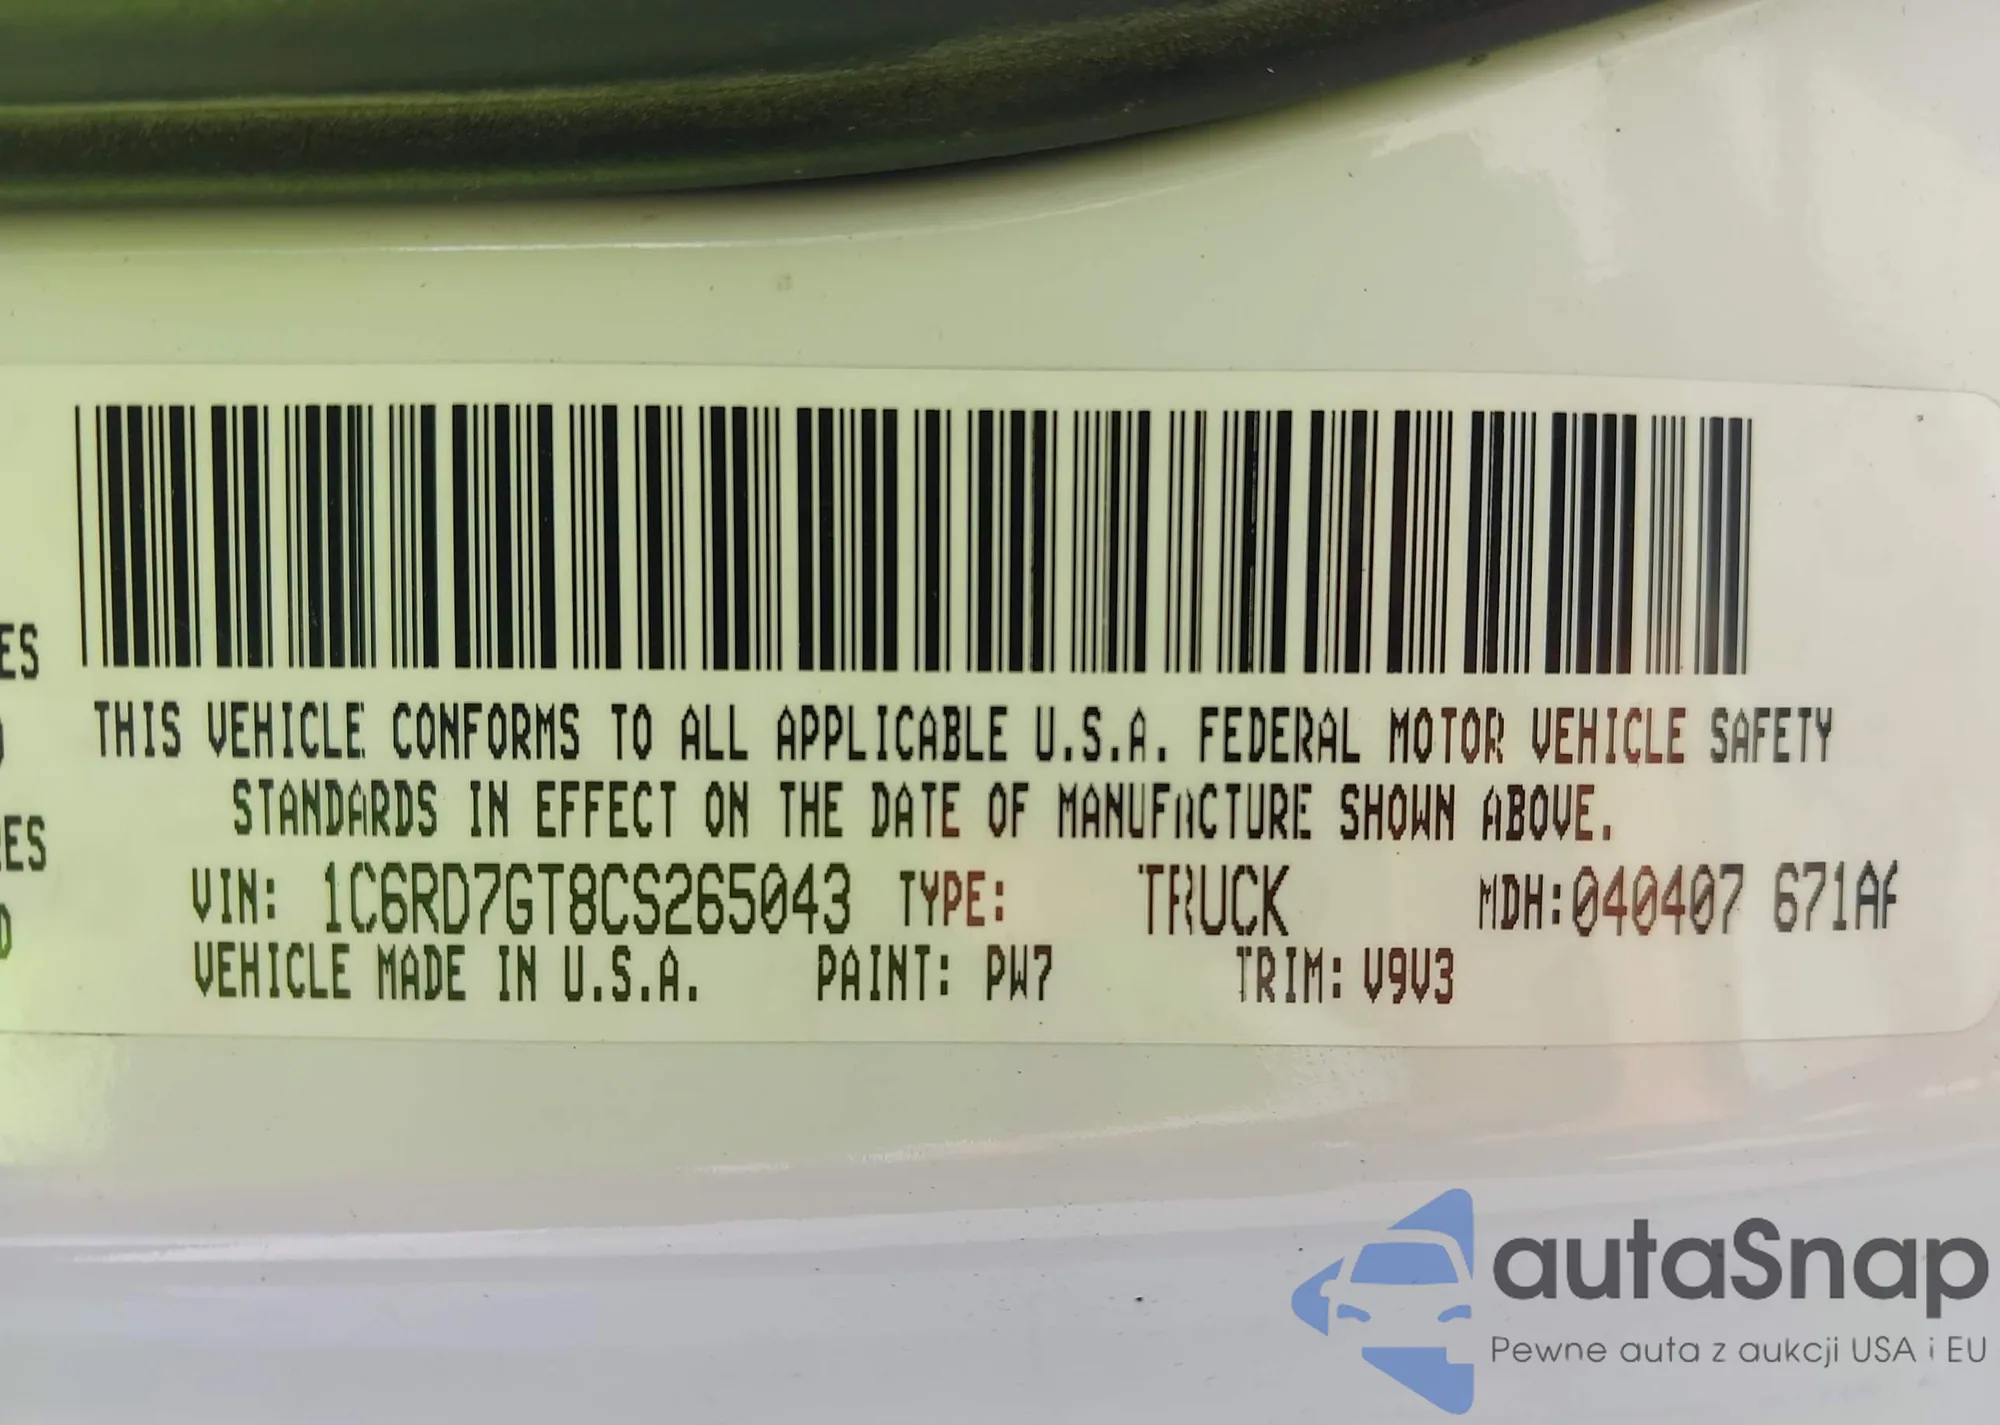 ES
THIS VEHICLE CONFORMS TO ALL APPLICABLE U.S.A. FEDERAL MOTOR VEHICLE SAFETY
STANDARDS IN EFFECT ON THE DATE OF MANUFACTURE SHOWN ABOVE.
ES
VIN: 1C6RD7GT8CS265043 TYPE: TRUCK MDH:040407 671AF
VEHICLE MADE IN U.S.A. PAINT: PW7 TRIM: V9V3
autaSnap
Pewne auta z aukcji USA i EU